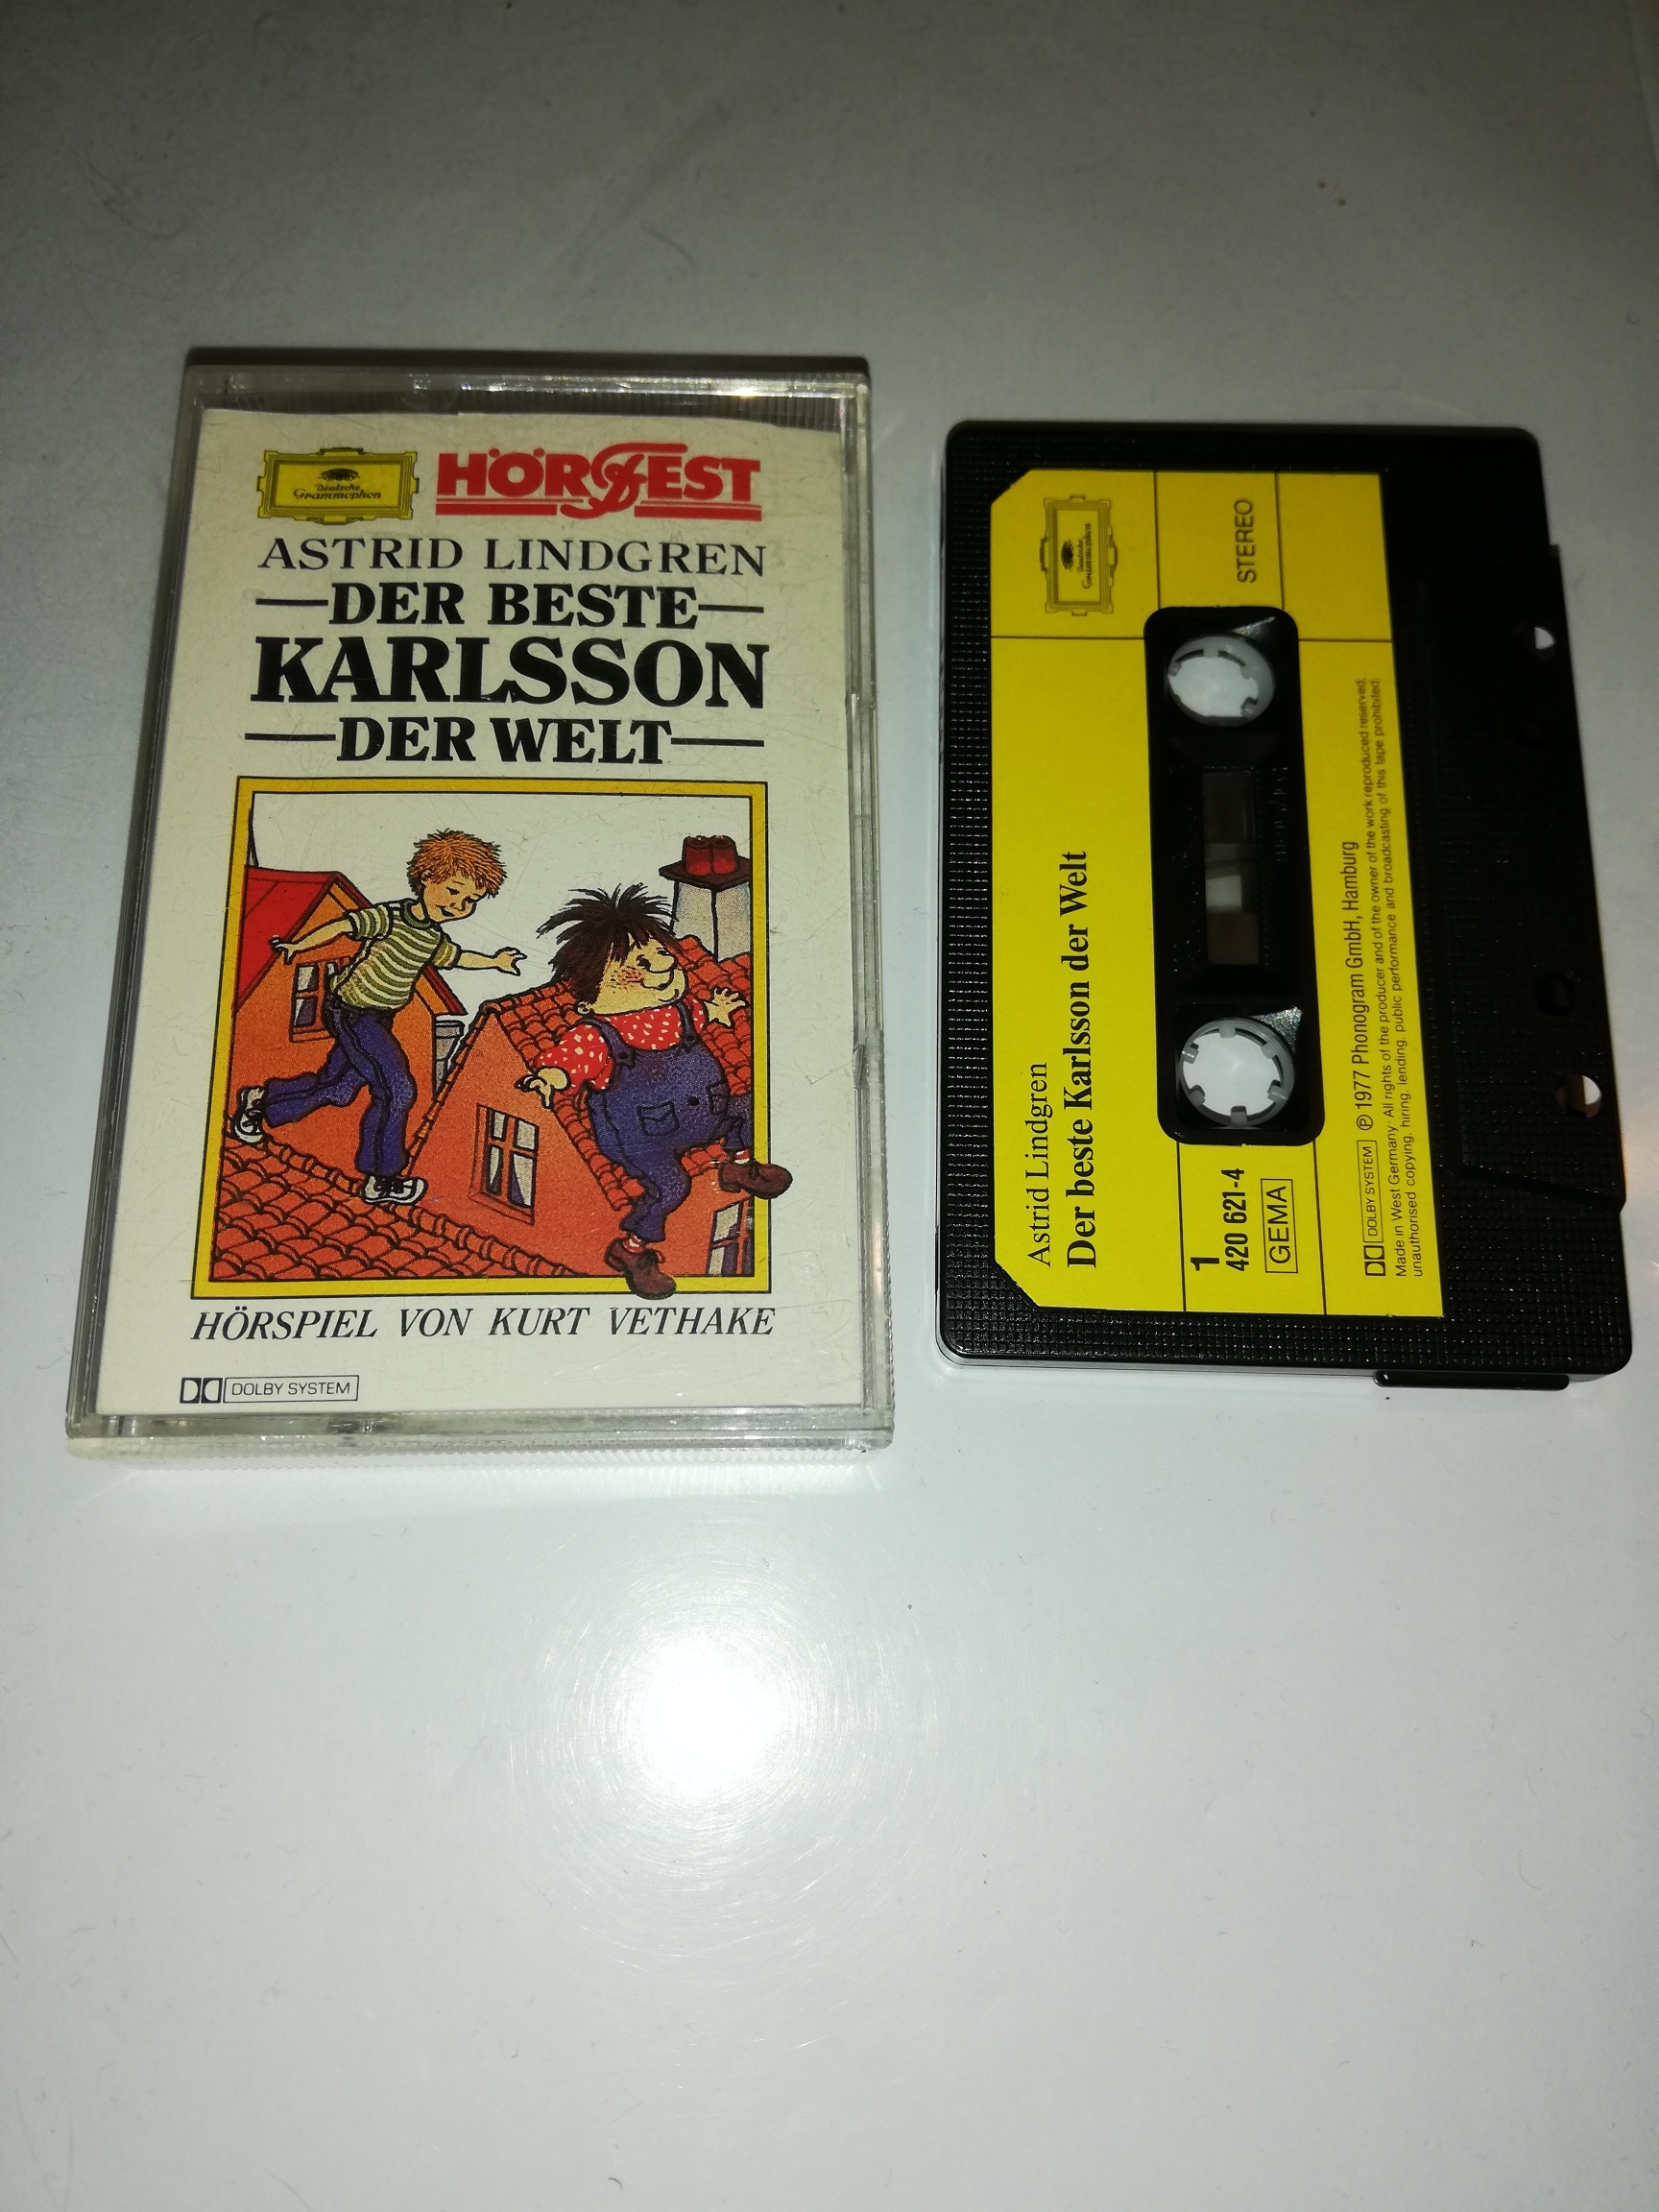 Deutsche
Grammophon
HÖRFEST
ASTRID LINDGREN
DER BESTE
KARLSSON
DER WELT
HÖRSPIEL VON KURT VETHAKE
DOLBY SYSTEM
Deutsche
Grammophon
STEREO
Astrid Lindgren
Der beste Karlsson der Welt
1
420 621-4
GEMA
DOLBY SYSTEM ℗ 1977 Phonogram GmbH, Hamburg
Made in West Germany · All rights of the producer and of the owner of the work reproduced reserved.
unauthorised copying, hiring, lending, public performance and broadcasting of this tape prohibited.